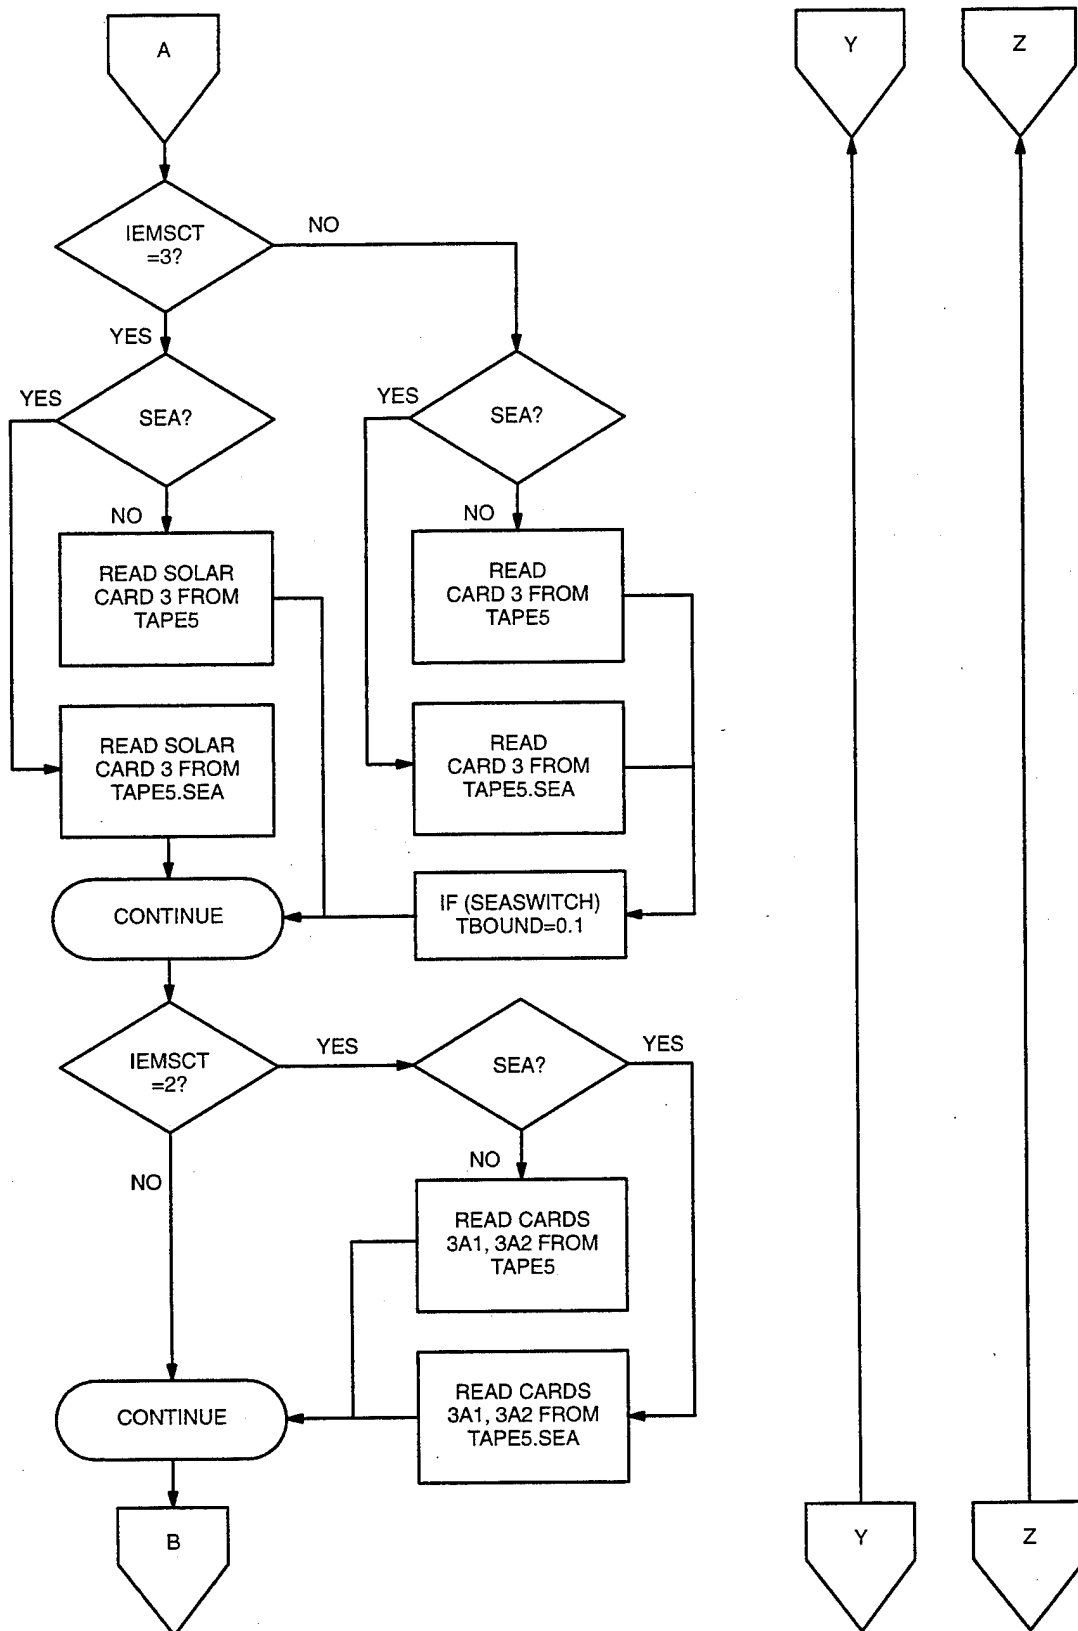 A
Y
Z
IEMSCT
=3?
NO
YES
YES
SEA?
YES
SEA?
NO
NO
READ SOLAR
CARD 3 FROM
TAPE5
READ
CARD 3 FROM
TAPE5
READ SOLAR
CARD 3 FROM
TAPE5.SEA
READ
CARD 3 FROM
TAPE5.SEA
CONTINUE
IF (SEASWITCH)
TBOUND=0.1
IEMSCT
=2?
YES
SEA?
YES
NO
NO
READ CARDS
3A1, 3A2 FROM
TAPE5
CONTINUE
READ CARDS
3A1, 3A2 FROM
TAPE5.SEA
B
Y
Z